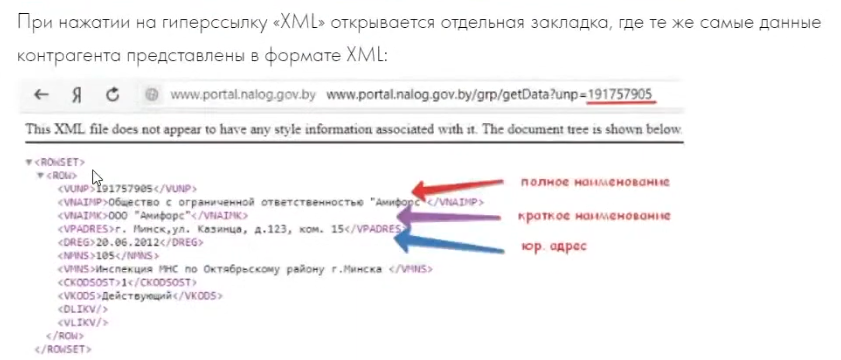 При нажатии на гиперссылку «XML» открывается отдельная закладка, где те же самые данные
контрагента представлены в формате XML:
← Я www.portal.nalog.gov.by www.portal.nalog.gov.by/grp/getData?unp=191757905
This XML file does not appear to have any style information associated with it. The document tree is shown below.
▼<ROWSET>
▼<ROW>
<VUNP>191757905</VUNP>
полное наименование
<VNAIMP>Общество с ограниченной ответственностью "Амифорс"</VNAIMP>
<VNAIMK>ООО "Амифорс"</VNAIMK>
краткое наименование
<VPADRES>г. Минск,ул. Казинца, д.123, ком. 15</VPADRES>
<DREG>20.06.2012</DREG>
юр. адрес
<NMNS>105</NMNS>
<VMNS>Инспекция МНС по Октябрьскому району г.Минска </VMNS>
<CKODSOST>1</CKODSOST>
<VKODS>Действующий</VKODS>
<DLIKV/>
<VLIKV/>
</ROW>
</ROWSET>